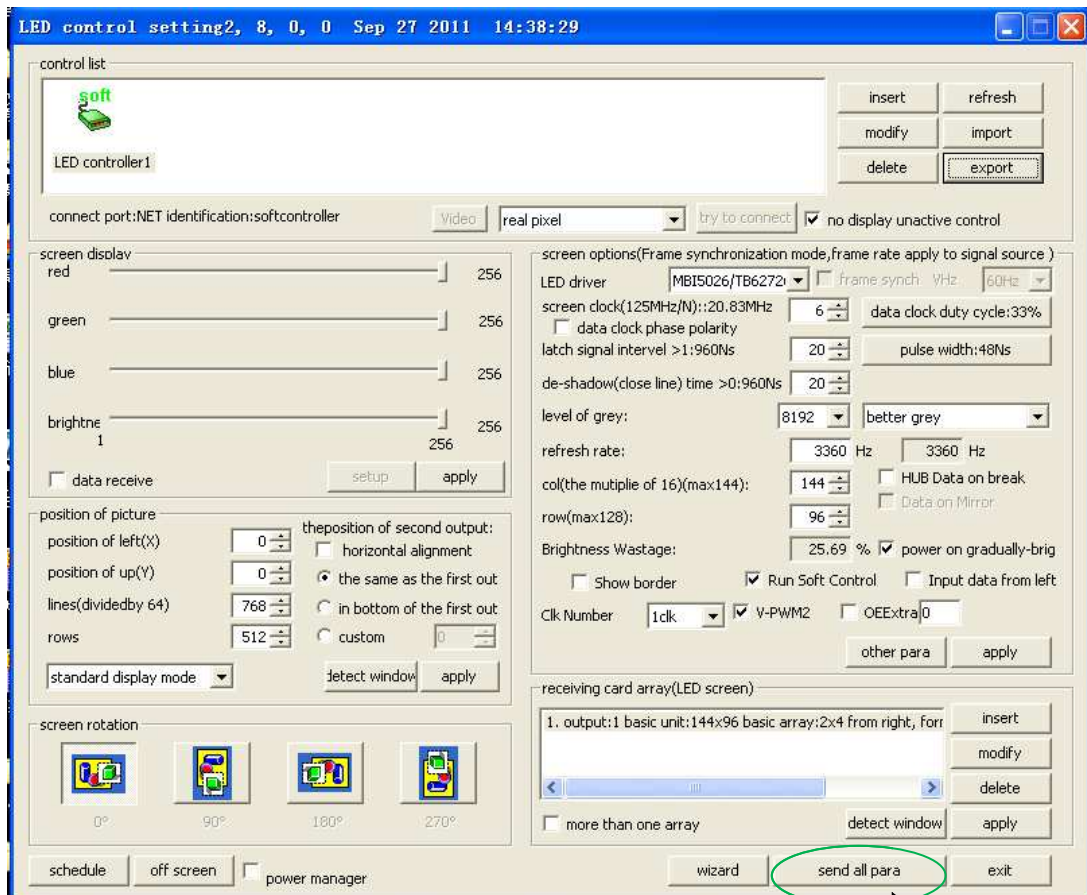 LED control setting2, 8, 0, 0 Sep 27 2011 14:38:29
control list
soft
LED controller1
insert refresh
modify import
delete export
connect port:NET identification:softcontroller Video real pixel try to connect no display unactive control
screen display
red 256
green 256
blue 256
brightne 256
1 256
data receive setup apply
position of picture
position of left(X) 0
position of up(Y) 0
lines(dividedby 64) 768
rows 512
standard display mode
theposition of second output:
horizontal alignment
the same as the first out
in bottom of the first out
custom 0
detect window apply
screen rotation
0° 90° 180° 270°
screen options(Frame synchronization mode,frame rate apply to signal source )
LED driver MBI5026/TB6272 frame synch VHz 60Hz
screen clock(125MHz/N)::20.83MHz 6 data clock duty cycle:33%
data clock phase polarity
latch signal intervel >1:960Ns 20 pulse width:48Ns
de-shadow(close line) time >0:960Ns 20
level of grey: 8192 better grey
refresh rate: 3360 Hz 3360 Hz
col(the mutiplie of 16)(max144): 144 HUB Data on break
Data on Mirror
row(max128): 96
Brightness Wastage: 25.69 % power on gradually-brig
Show border Run Soft Control Input data from left
Clk Number 1clk V-PWM2 OEExtra 0
other para apply
receiving card array(LED screen)
1. output:1 basic unit:144x96 basic array:2x4 from right, forr
insert
modify
delete
more than one array detect window apply
schedule off screen power manager wizard send all para exit